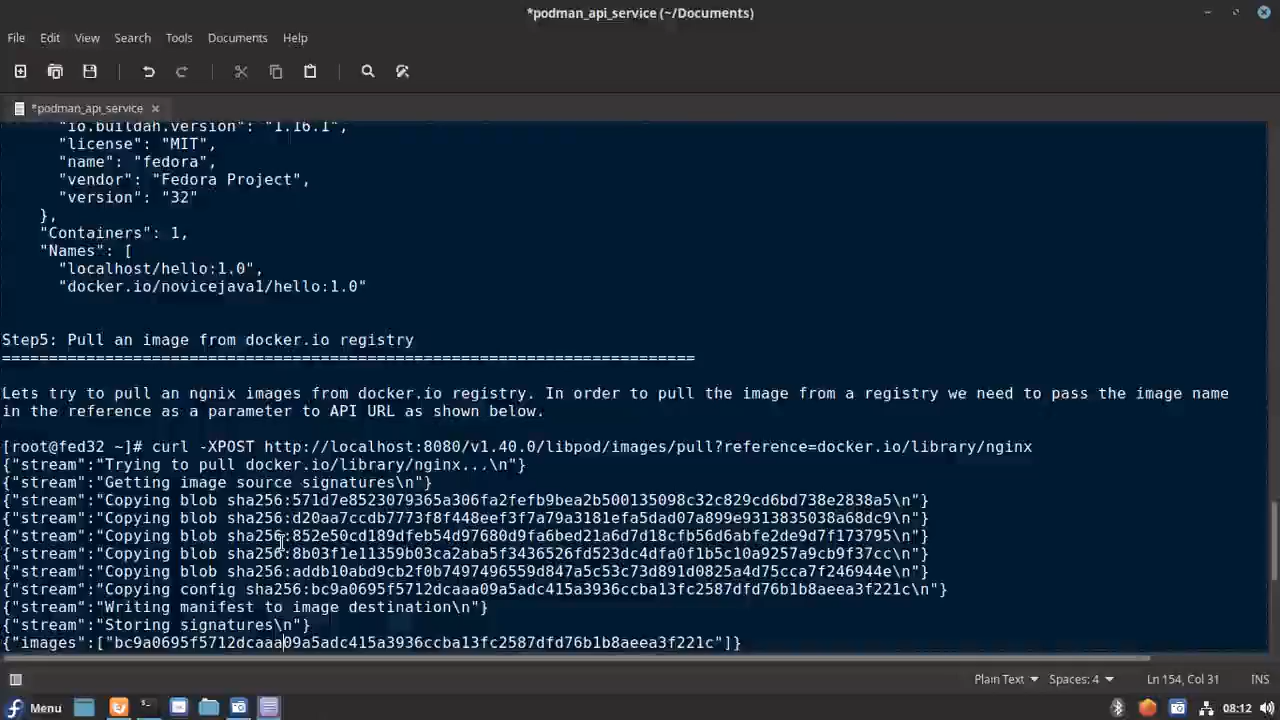 *podman_api_service (~/Documents)
File Edit View Search Tools Documents Help
*podman_api_service
"io.buildah.version": "1.16.1",
"license": "MIT",
"name": "fedora",
"vendor": "Fedora Project",
"version": "32"
},
"Containers": 1,
"Names": [
"localhost/hello:1.0",
"docker.io/novicejava1/hello:1.0"
Step5: Pull an image from docker.io registry
==========================================================================
Lets try to pull an ngnix images from docker.io registry. In order to pull the image from a registry we need to pass the image name
in the reference as a parameter to API URL as shown below.
[root@fed32 ~]# curl -XPOST http://localhost:8080/v1.40.0/libpod/images/pull?reference=docker.io/library/nginx
{"stream":"Trying to pull docker.io/library/nginx...\n"}
{"stream":"Getting image source signatures\n"}
{"stream":"Copying blob sha256:571d7e8523079365a306fa2fefb9bea2b500135098c32c829cd6bd738e2838a5\n"}
{"stream":"Copying blob sha256:d20aa7ccdb7773f8f448eef3f7a79a3181efa5dad07a899e9313835038a68dc9\n"}
{"stream":"Copying blob sha256:852e50cd189dfeb54d97680d9fa6bed21a6d7d18cfb56d6abfe2de9d7f173795\n"}
{"stream":"Copying blob sha256:8b03f1e11359b03ca2aba5f3436526fd523dc4dfa0f1b5c10a9257a9cb9f37cc\n"}
{"stream":"Copying blob sha256:addb10abd9cb2f0b7497496559d847a5c53c73d891d0825a4d75cca7f246944e\n"}
{"stream":"Copying config sha256:bc9a0695f5712dcaaa09a5adc415a3936ccba13fc2587dfd76b1b8aeea3f221c\n"}
{"stream":"Writing manifest to image destination\n"}
{"stream":"Storing signatures\n"}
{"images":["bc9a0695f5712dcaaa09a5adc415a3936ccba13fc2587dfd76b1b8aeea3f221c"]}
Plain Text Spaces: 4 Ln 154, Col 31 INS
Menu 08:12